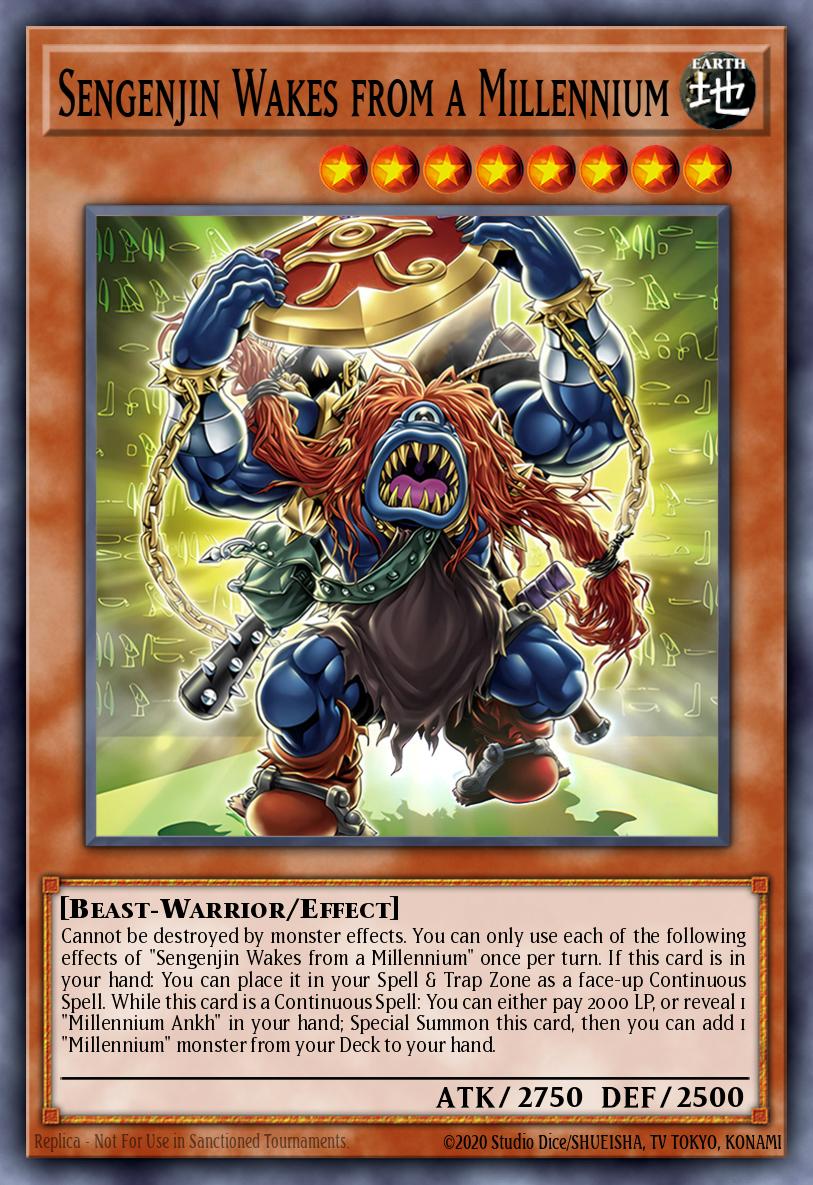 Sengenjin Wakes from a Millennium
EARTH
地
[Beast-Warrior/Effect]
Cannot be destroyed by monster effects. You can only use each of the following
effects of "Sengenjin Wakes from a Millennium" once per turn. If this card is in
your hand: You can place it in your Spell & Trap Zone as a face-up Continuous
Spell. While this card is a Continuous Spell: You can either pay 2000 LP, or reveal 1
"Millennium Ankh" in your hand; Special Summon this card, then you can add 1
"Millennium" monster from your Deck to your hand.
ATK/2750 DEF/2500
Replica - Not For Use in Sanctioned Tournaments.
©2020 Studio Dice/SHUEISHA, TV TOKYO, KONAMI